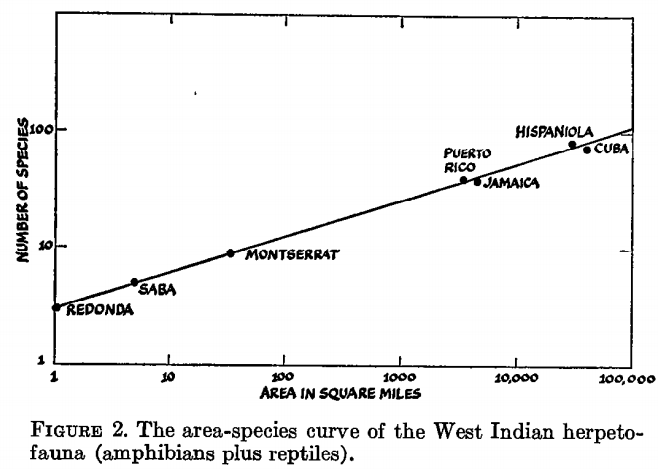 NUMBER OF SPECIES
100
10
1
HISPANIOLA
CUBA
PUERTO
RICO
JAMAICA
MONTSERRAT
SABA
REDONDA
1
10
100
1000
10,000
100,000
AREA IN SQUARE MILES
FIGURE 2. The area-species curve of the West Indian herpeto-
fauna (amphibians plus reptiles).